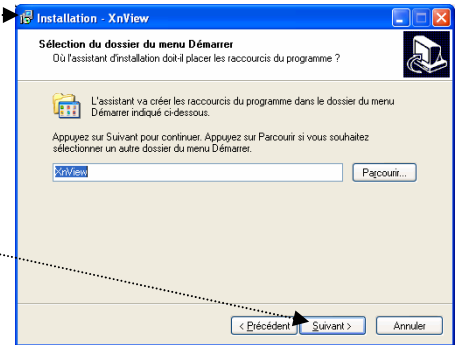 Installation - XnView
Sélection du dossier du menu Démarrer
Où l'assistant d'installation doit-il placer les raccourcis du programme ?
L'assistant va créer les raccourcis du programme dans le dossier du menu
Démarrer indiqué ci-dessous.
Appuyez sur Suivant pour continuer. Appuyez sur Parcourir si vous souhaitez
sélectionner un autre dossier du menu Démarrer.
XnView
Parcourir...
< Précédent
Suivant >
Annuler